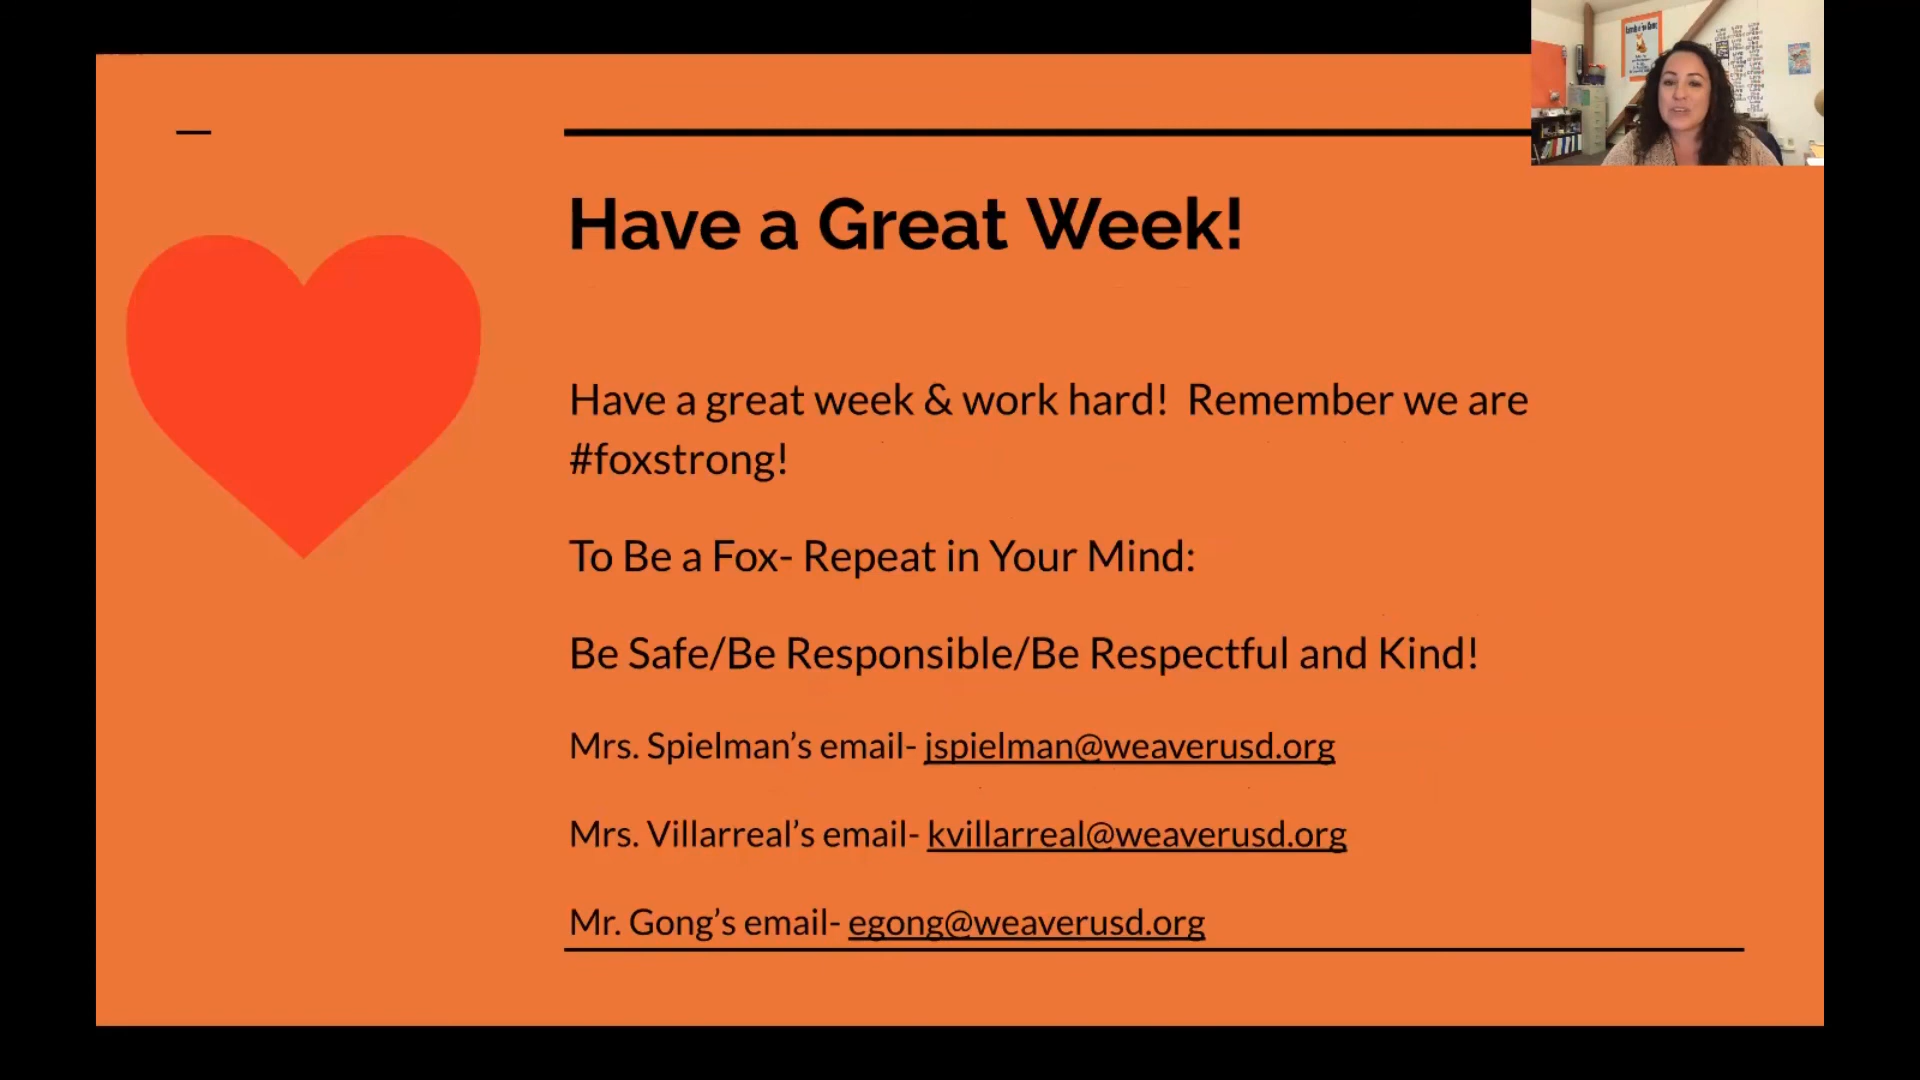 Have a Great Week!
Have a great week & work hard!  Remember we are
#foxstrong!
To Be a Fox- Repeat in Your Mind:
Be Safe/Be Responsible/Be Respectful and Kind!
Mrs. Spielman’s email- jspielman@weaverusd.org
Mrs. Villarreal’s email- kvillarreal@weaverusd.org
Mr. Gong’s email- egong@weaverusd.org